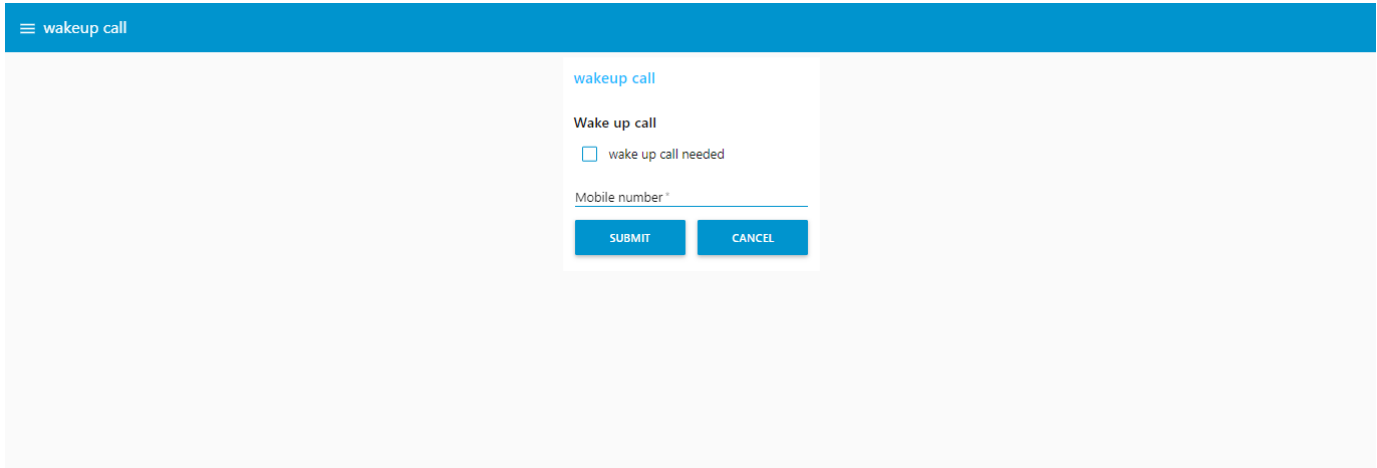 wakeup call
wakeup call
Wake up call
wake up call needed
Mobile number *
SUBMIT CANCEL